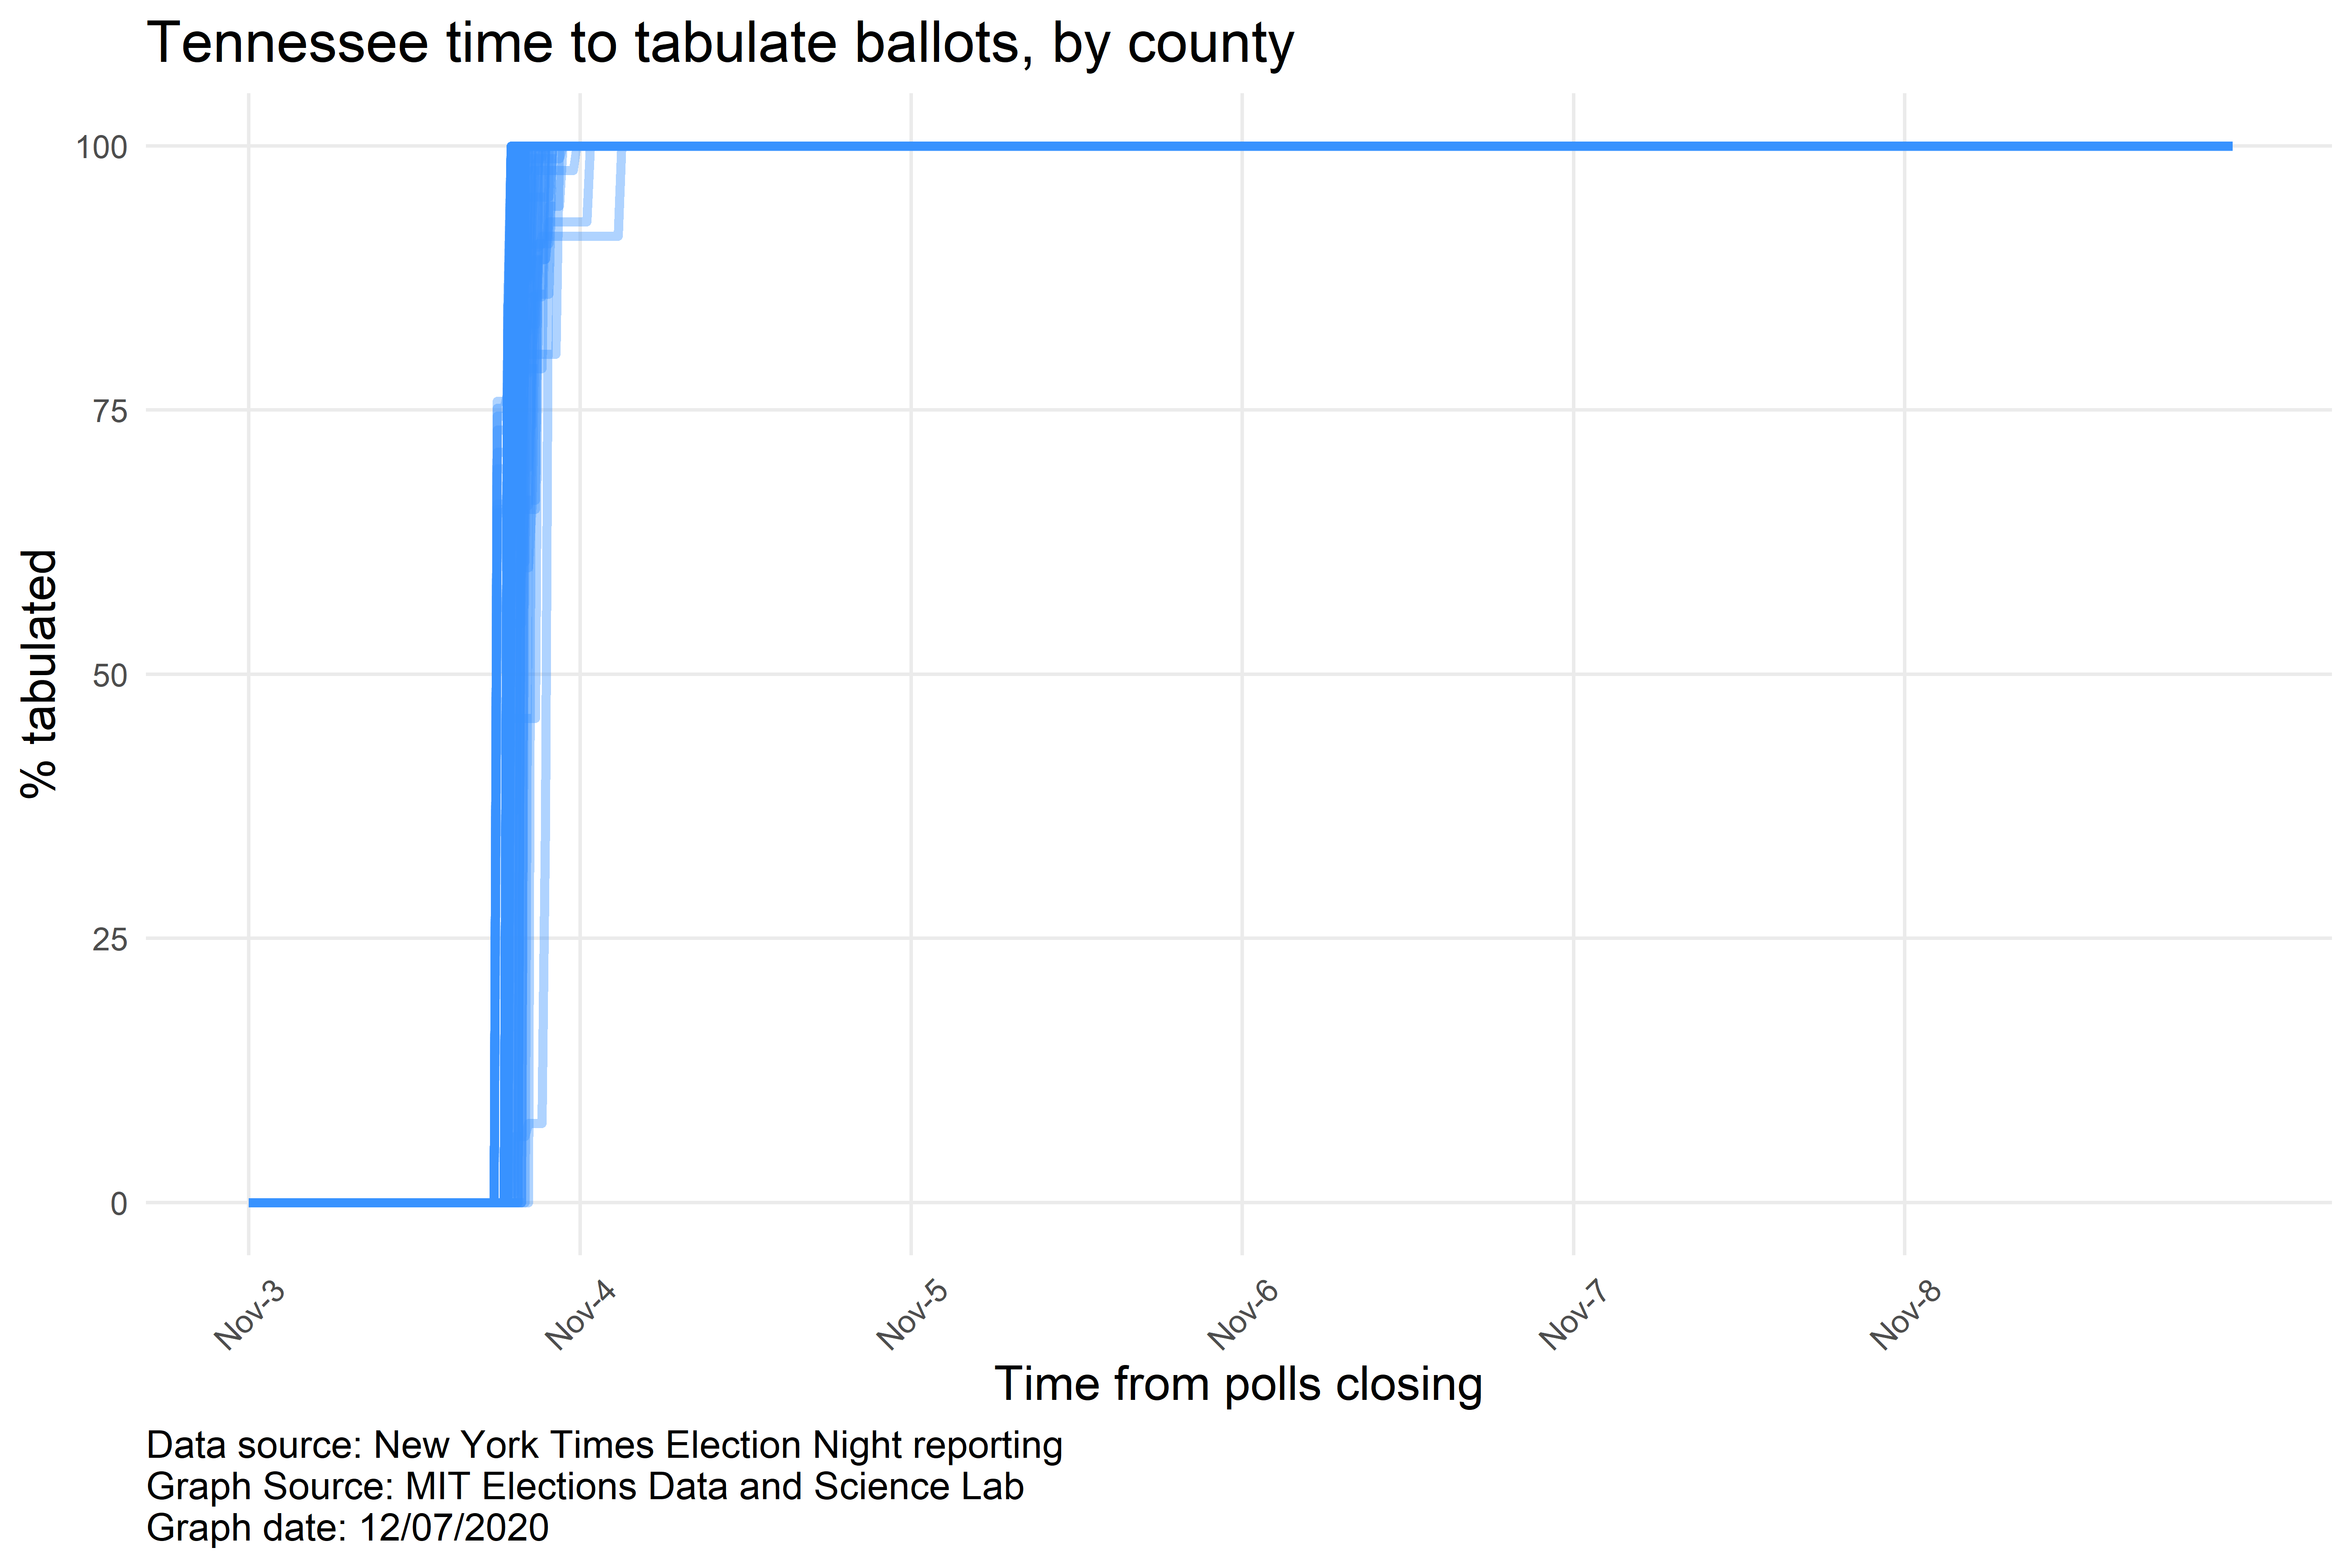 Tennessee time to tabulate ballots, by county
100
75
50
25
0
% tabulated
Nov-3
Nov-4
Nov-5
Nov-6
Nov-7
Nov-8
Time from polls closing
Data source: New York Times Election Night reporting
Graph Source: MIT Elections Data and Science Lab
Graph date: 12/07/2020